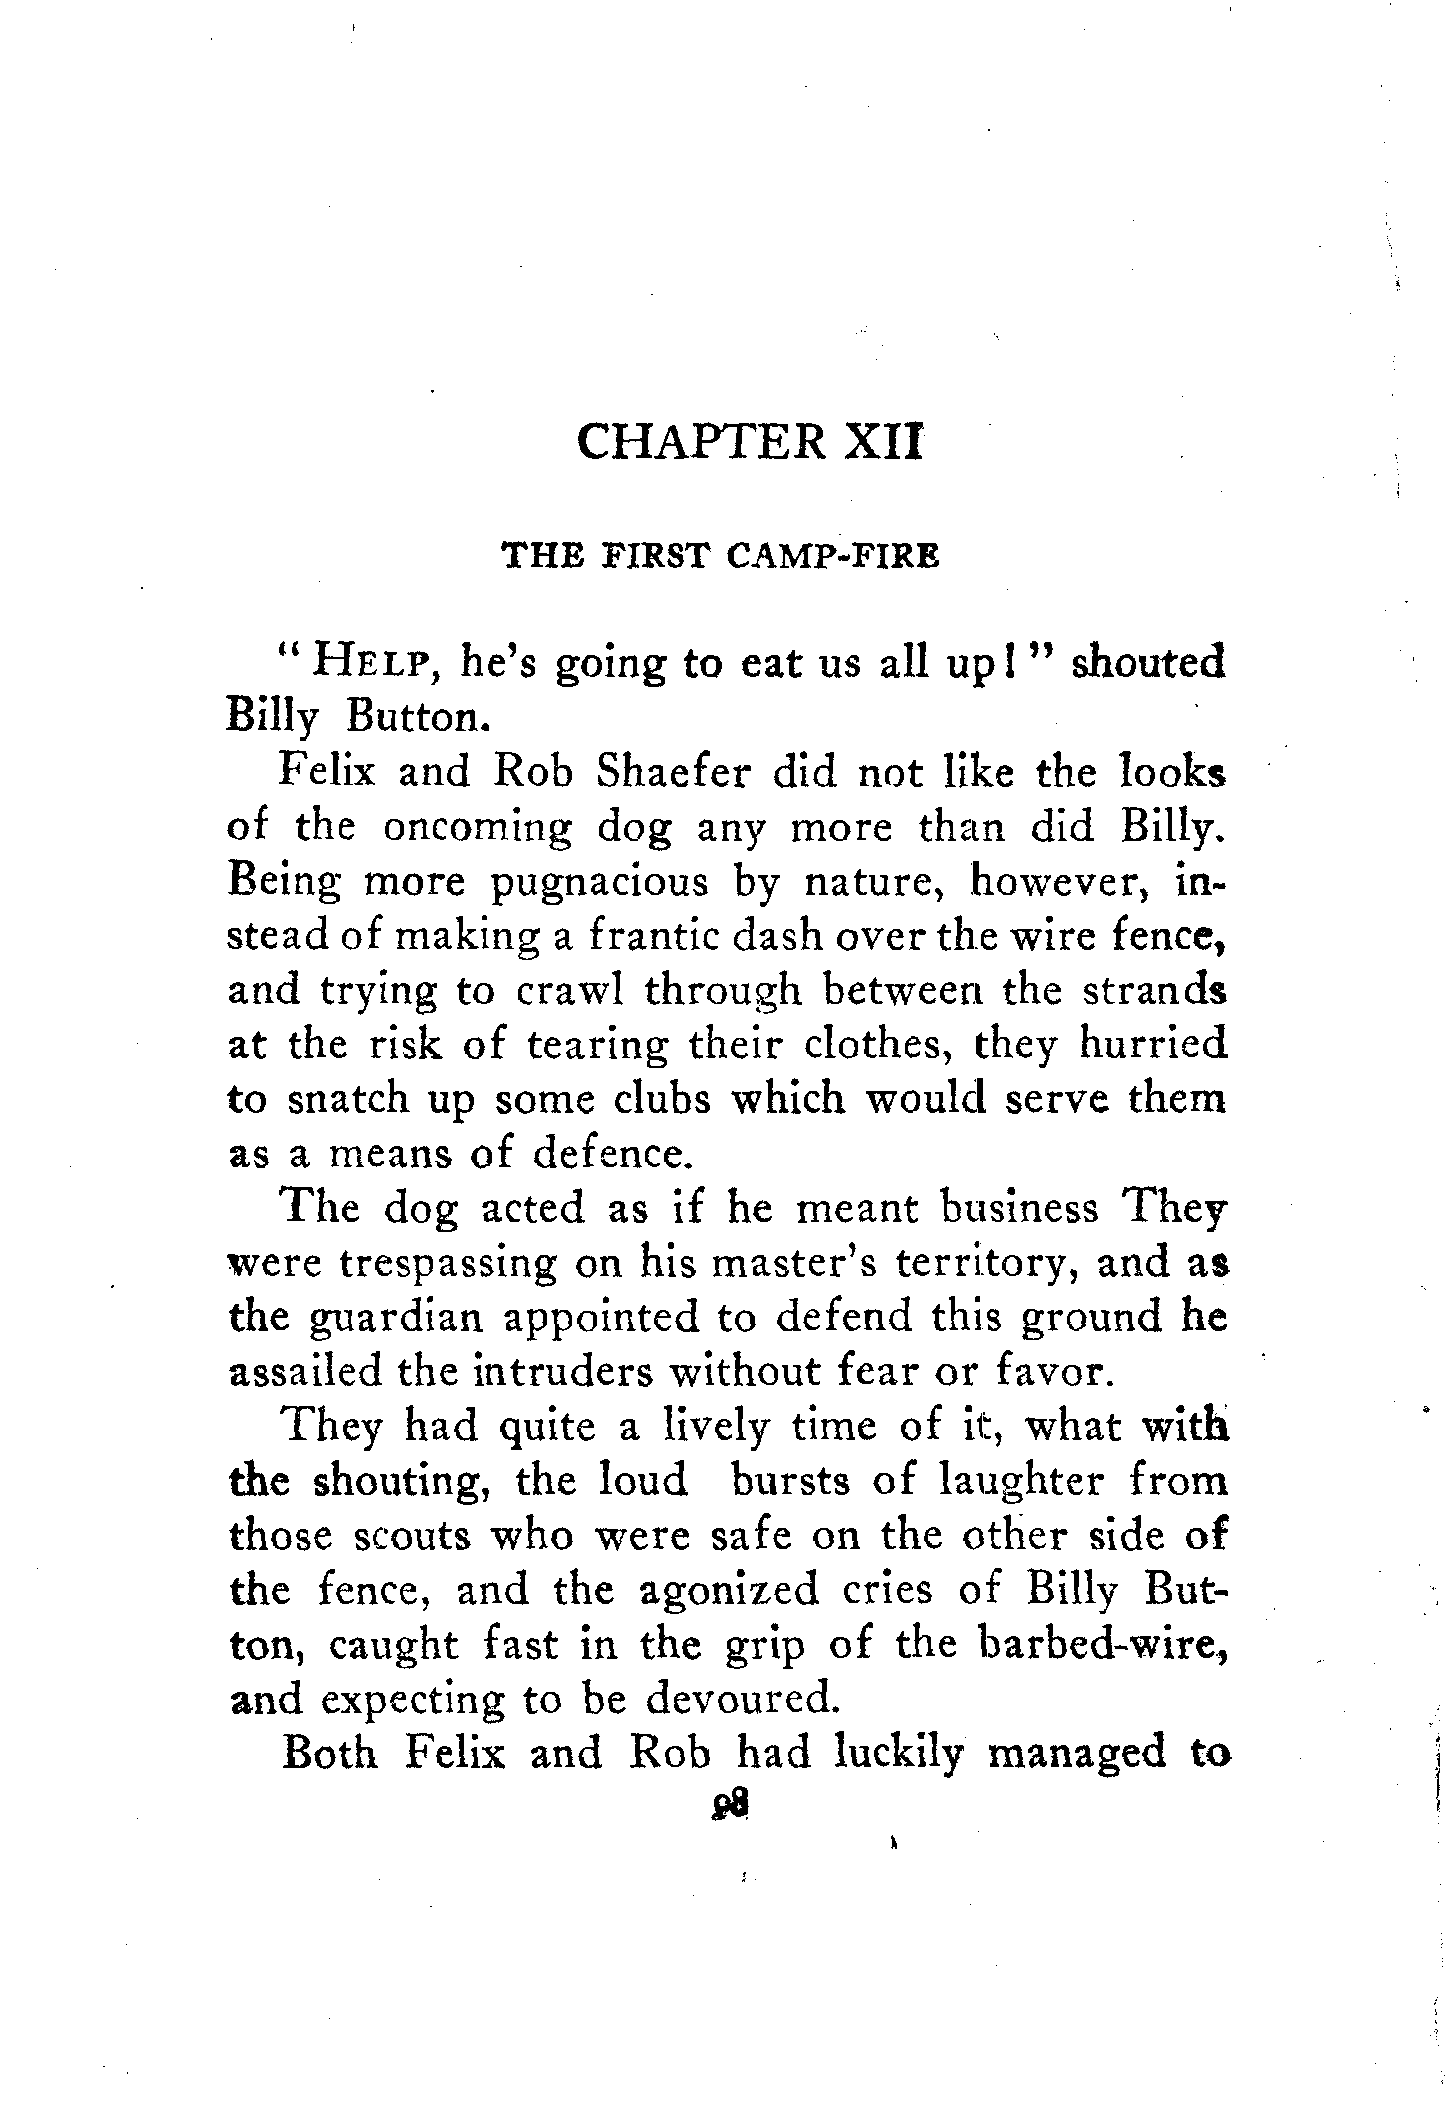 CHAPTER XII
THE FIRST CAMP-FIRE
“ HELP, he’s going to eat us all up! ” shouted
Billy Button.
Felix and Rob Shaefer did not like the looks
of the oncoming dog any more than did Billy.
Being more pugnacious by nature, however, in-
stead of making a frantic dash over the wire fence,
and trying to crawl through between the strands
at the risk of tearing their clothes, they hurried
to snatch up some clubs which would serve them
as a means of defence.
The dog acted as if he meant business They
were trespassing on his master’s territory, and as
the guardian appointed to defend this ground he
assailed the intruders without fear or favor.
They had quite a lively time of it, what with
the shouting, the loud bursts of laughter from
those scouts who were safe on the other side of
the fence, and the agonized cries of Billy But-
ton, caught fast in the grip of the barbed-wire,
and expecting to be devoured.
Both Felix and Rob had luckily managed to
98